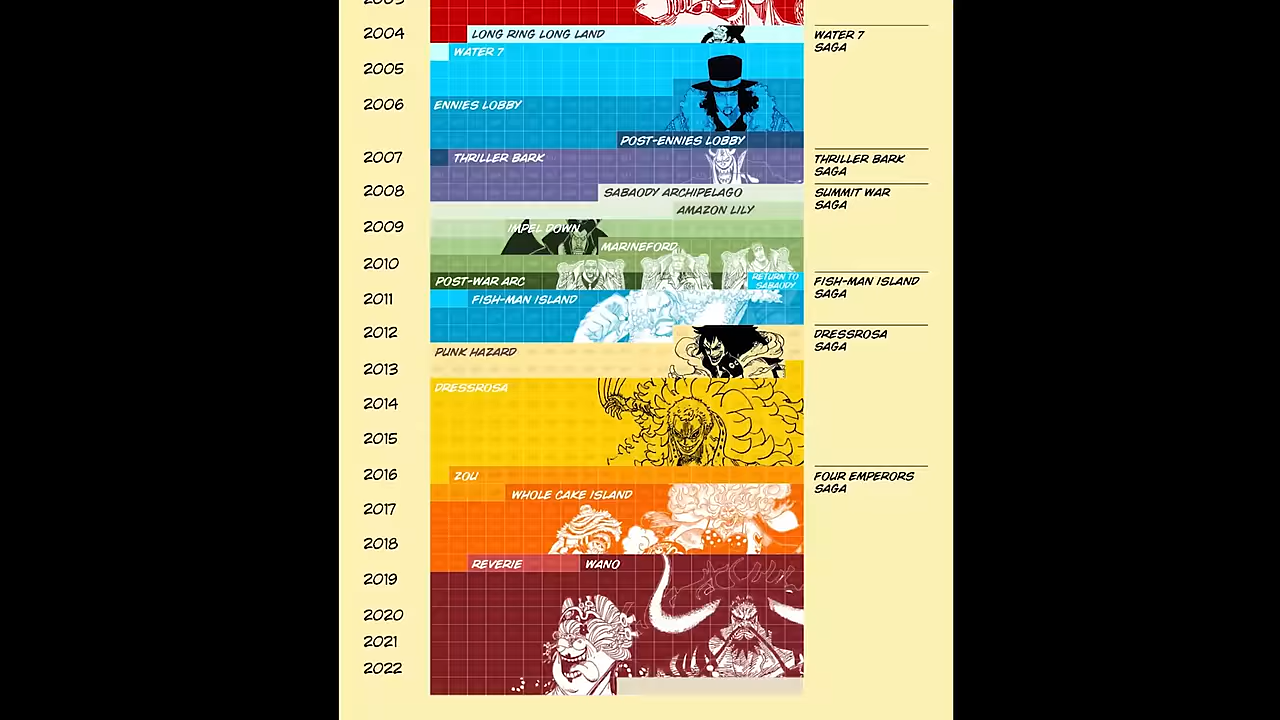 2003
2004
LONG RING LONG LAND
WATER 7
SAGA
WATER 7
2005
2006
ENNIES LOBBY
POST-ENNIES LOBBY
2007
THRILLER BARK
THRILLER BARK
SAGA
2008
SABAODY ARCHIPELAGO
SUMMIT WAR
SAGA
AMAZON LILY
2009
IMPEL DOWN
MARINEFORD
2010
POST-WAR ARC
RETURN TO
SABAODY
FISH-MAN ISLAND
SAGA
2011
FISH-MAN ISLAND
2012
DRESSROSA
SAGA
PUNK HAZARD
2013
DRESSROSA
2014
2015
2016
ZOU
FOUR EMPERORS
SAGA
WHOLE CAKE ISLAND
2017
2018
REVERIE
WANO
2019
2020
2021
2022